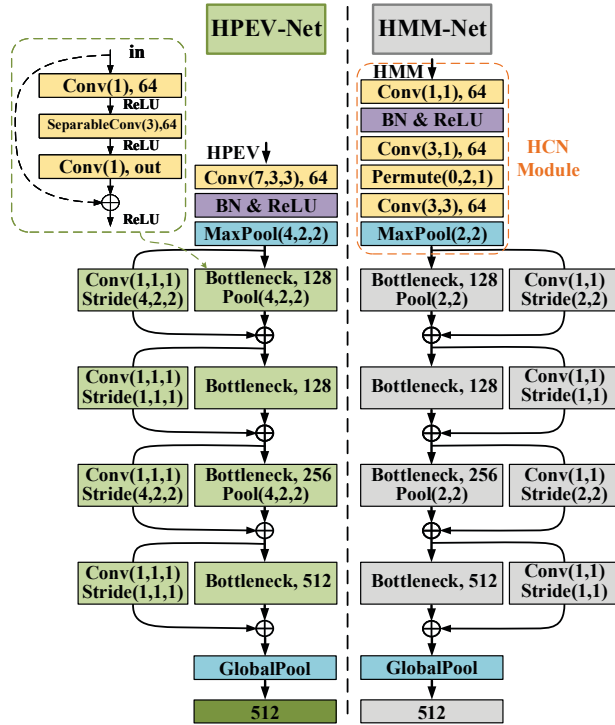 HPEV-Net
in
Conv(1), 64
ReLU
SeparableConv(3),64
ReLU
Conv(1), out
ReLU
HPEV
Conv(7,3,3), 64
BN & ReLU
MaxPool(4,2,2)
Conv(1,1,1)
Stride(4,2,2)
Bottleneck, 128
Pool(4,2,2)
Conv(1,1,1)
Stride(1,1,1)
Bottleneck, 128
Conv(1,1,1)
Stride(4,2,2)
Bottleneck, 256
Pool(4,2,2)
Conv(1,1,1)
Stride(1,1,1)
Bottleneck, 512
GlobalPool
512
HMM-Net
HMM
Conv(1,1), 64
BN & ReLU
Conv(3,1), 64
Permute(0,2,1)
Conv(3,3), 64
MaxPool(2,2)
HCN
Module
Bottleneck, 128
Pool(2,2)
Conv(1,1)
Stride(2,2)
Bottleneck, 128
Conv(1,1)
Stride(1,1)
Bottleneck, 256
Pool(2,2)
Conv(1,1)
Stride(2,2)
Bottleneck, 512
Conv(1,1)
Stride(1,1)
GlobalPool
512